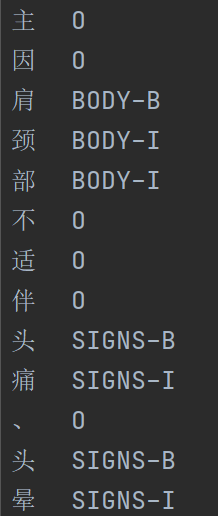 主 O
因 O
肩 BODY-B
颈 BODY-I
部 BODY-I
不 O
适 O
伴 O
头 SIGNS-B
痛 SIGNS-I
、 O
头 SIGNS-B
晕 SIGNS-I